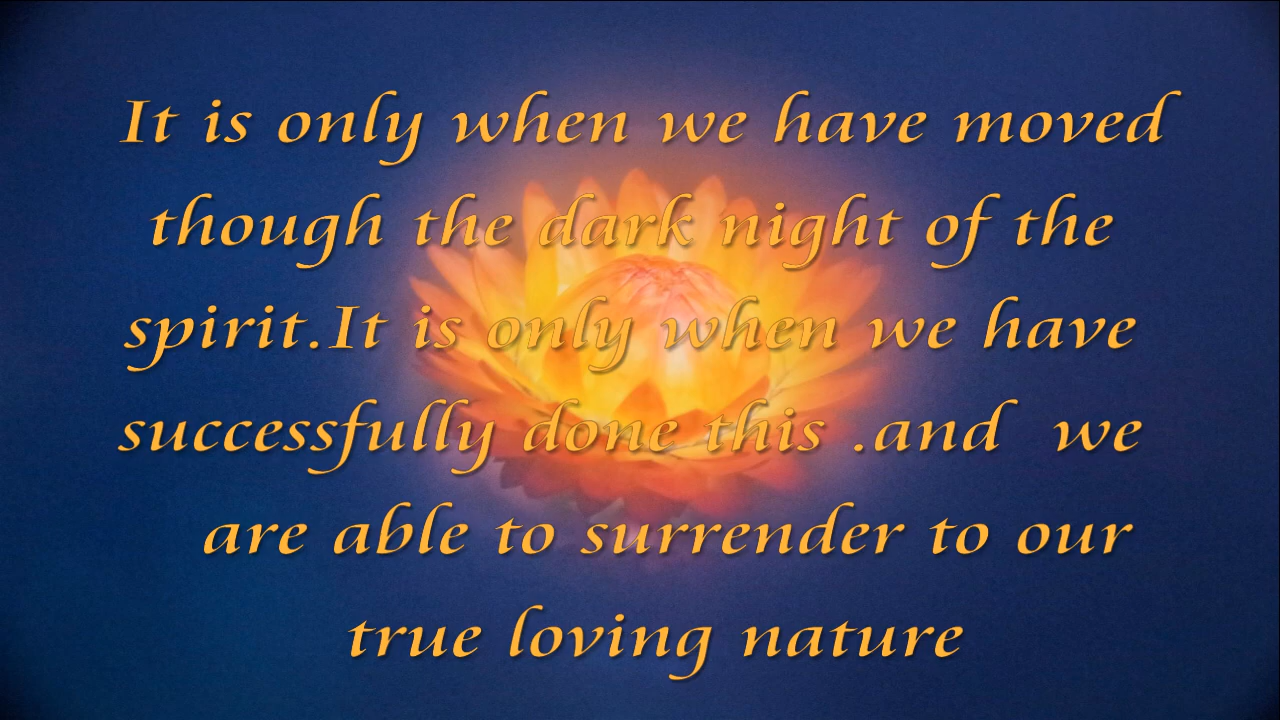 It is only when we have moved
though the dark night of the
spirit.It is only when we have
successfully done this .and  we
are able to surrender to our
true loving nature